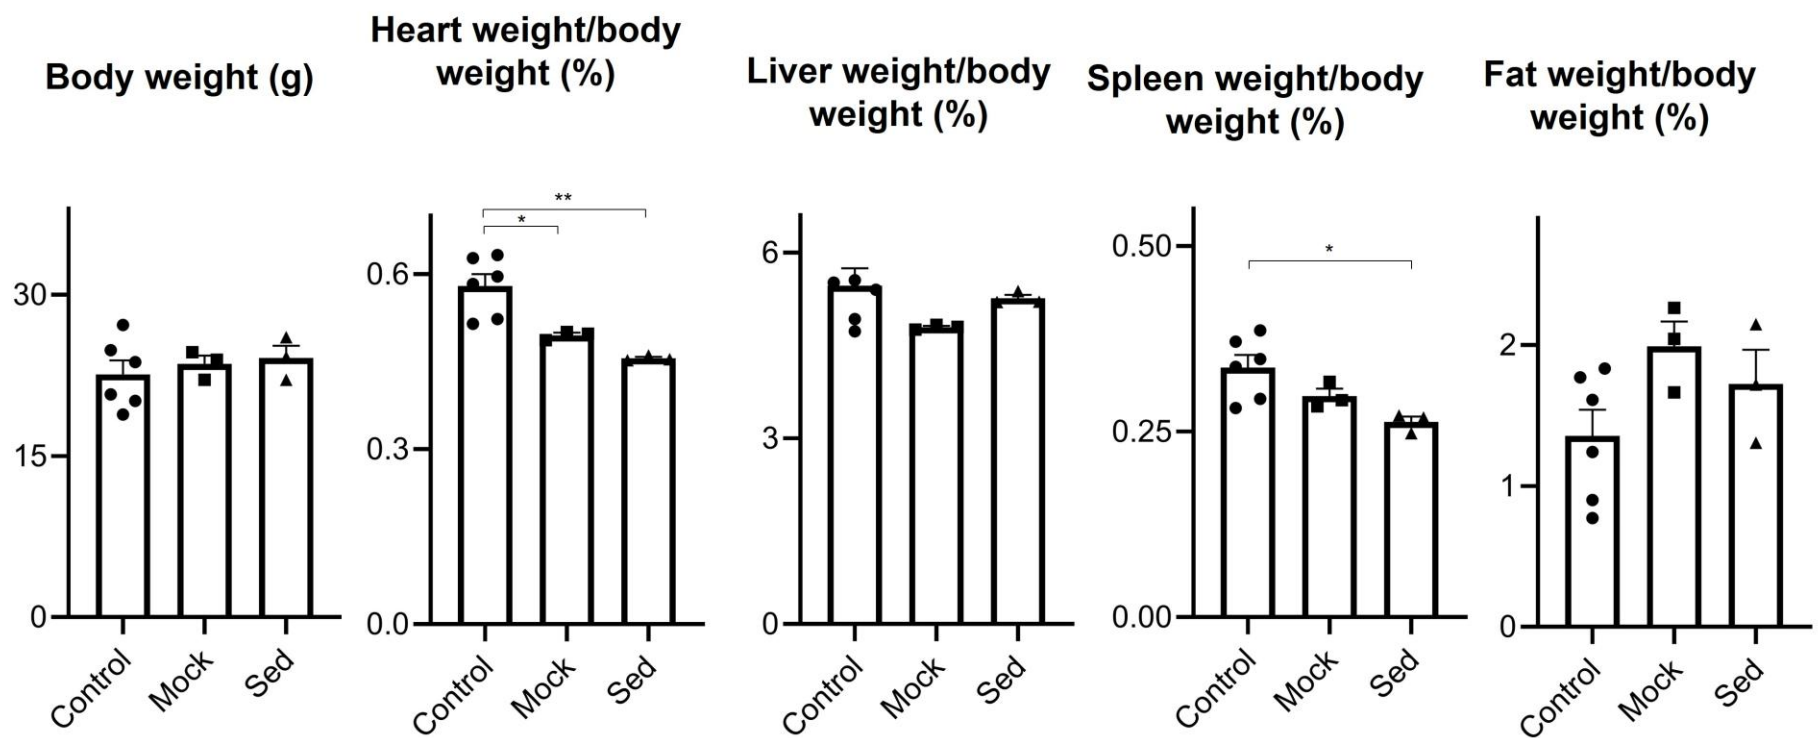 Body weight (g)
30
15
0
Control
Mock
Sed
Heart weight/body
weight (%)
**
*
0.6
0.3
0.0
Control
Mock
Sed
Liver weight/body
weight (%)
6
3
0
Control
Mock
Sed
Spleen weight/body
weight (%)
*
0.50
0.25
0.00
Control
Mock
Sed
Fat weight/body
weight (%)
2
1
0
Control
Mock
Sed